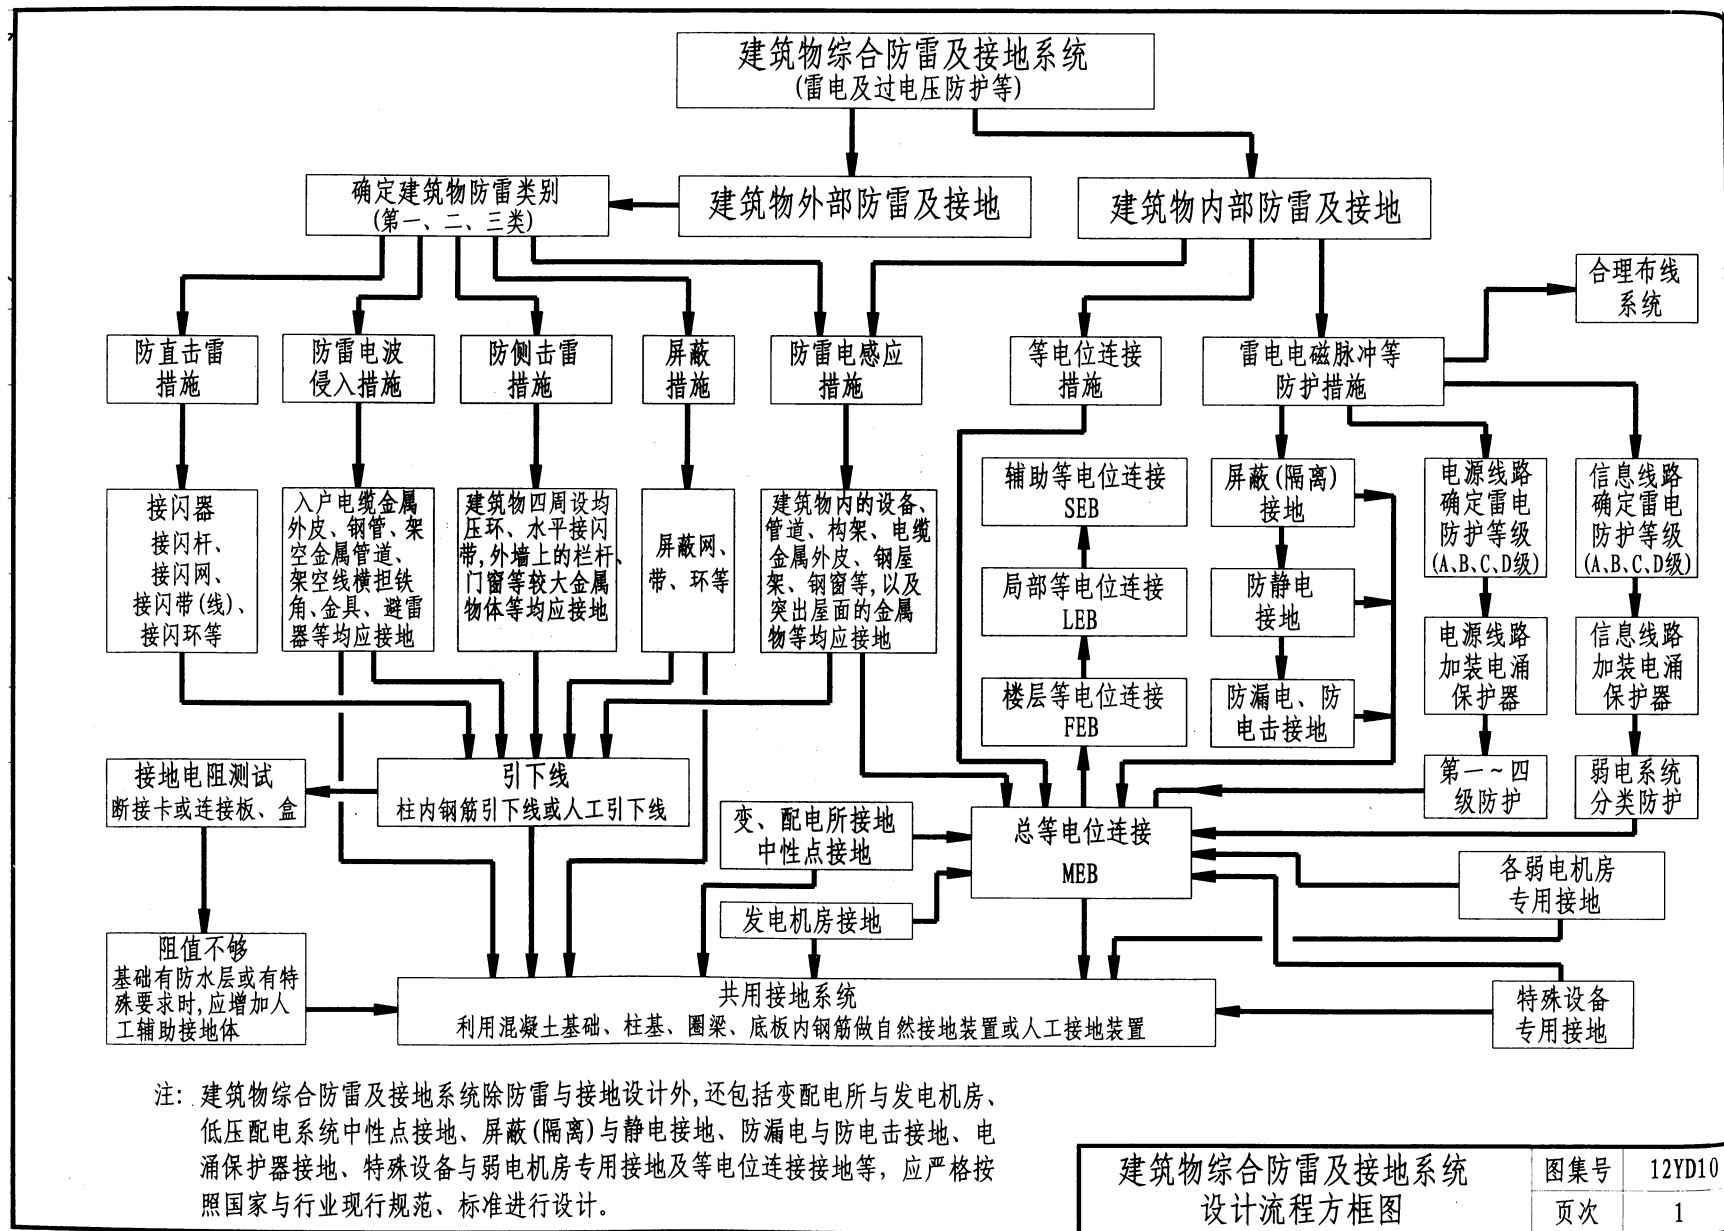 建筑物综合防雷及接地系统
(雷电及过电压防护等)
确定建筑物防雷类别
(第一、二、三类)
建筑物外部防雷及接地
建筑物内部防雷及接地
合理布线
系统
防直击雷
措施
防雷电波
侵入措施
防侧击雷
措施
屏蔽
措施
防雷电感应
措施
等电位连接
措施
雷电电磁脉冲等
防护措施
接闪器
接闪杆、
接闪网、
接闪带(线)、
接闪环等
入户电缆金属
外皮、钢管、架
空金属管道、
架空线横担铁
角、金具、避雷
器等均应接地
建筑物四周设均
压环、水平接闪
带,外墙上的栏杆、
门窗等较大金属
物体等均应接地
屏蔽网、
带、环等
建筑物内的设备、
管道、构架、电缆
金属外皮、钢屋
架、钢窗等,以及
突出屋面的金属
物等均应接地
辅助等电位连接
SEB
局部等电位连接
LEB
楼层等电位连接
FEB
屏蔽(隔离)
接地
防静电
接地
防漏电、防
电击接地
电源线路
确定雷电
防护等级
(A、B、C、D级)
信息线路
确定雷电
防护等级
(A、B、C、D级)
电源线路
加装电涌
保护器
信息线路
加装电涌
保护器
第一～四
级防护
弱电系统
分类防护
接地电阻测试
断接卡或连接板、盒
引下线
柱内钢筋引下线或人工引下线
变、配电所接地
中性点接地
总等电位连接
MEB
各弱电机房
专用接地
发电机房接地
阻值不够
基础有防水层或有特
殊要求时,应增加人
工辅助接地体
共用接地系统
利用混凝土基础、柱基、圈梁、底板内钢筋做自然接地装置或人工接地装置
特殊设备
专用接地
注: 建筑物综合防雷及接地系统除防雷与接地设计外,还包括变配电所与发电机房、
低压配电系统中性点接地、屏蔽(隔离)与静电接地、防漏电与防电击接地、电
涌保护器接地、特殊设备与弱电机房专用接地及等电位连接接地等，应严格按
照国家与行业现行规范、标准进行设计。
建筑物综合防雷及接地系统
设计流程方框图
图集号 12YD10
页次 1